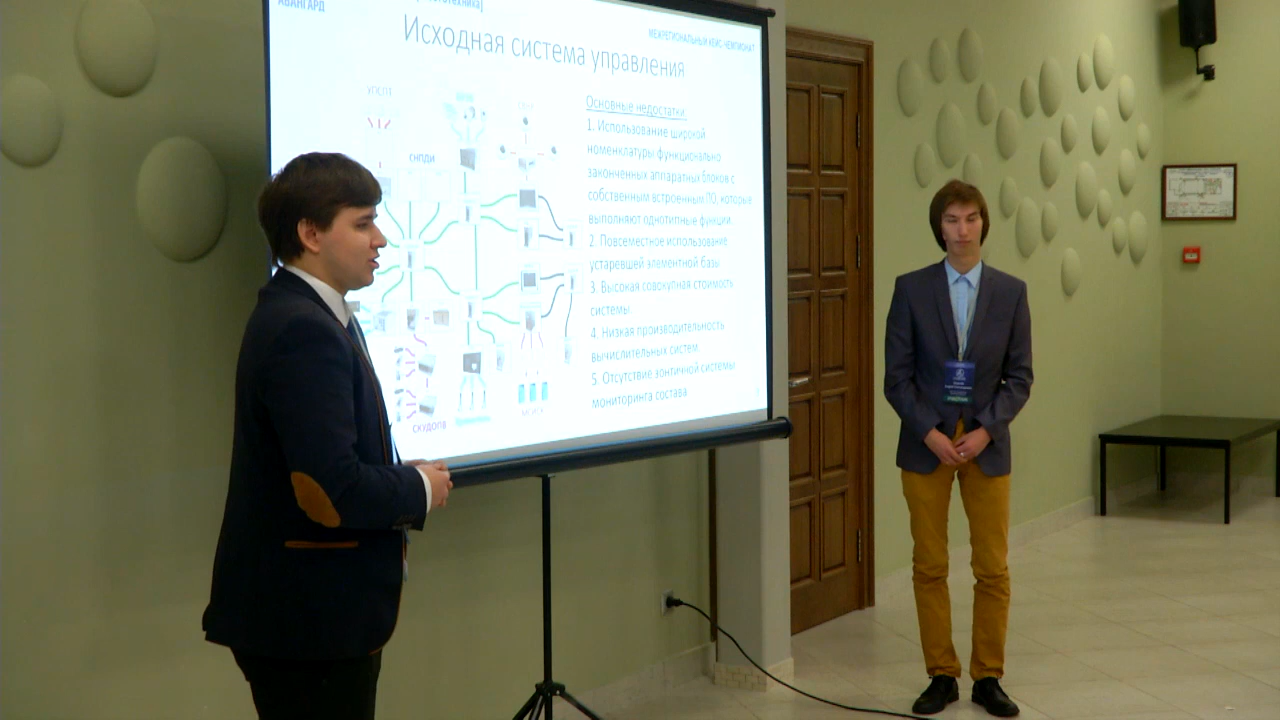 АВАНГАРД
МЕЖРЕГИОНАЛЬНЫЙ КЕЙС-ЧЕМПИОНАТ
Исходная система управления
СНПДИ
СКУДОПВ
Основные недостатки:
1. Использование широкой
номенклатуры функционально
законченных аппаратных блоков с
собственным встроенным ПО, которые
выполняют однотипные функции
2. Повсеместное использование
устаревшей элементной базы
3. Высокая совокупная стоимость
системы
4. Низкая производительность
вычислительных систем
5. Отсутствие зонтичной системы
мониторинга состава